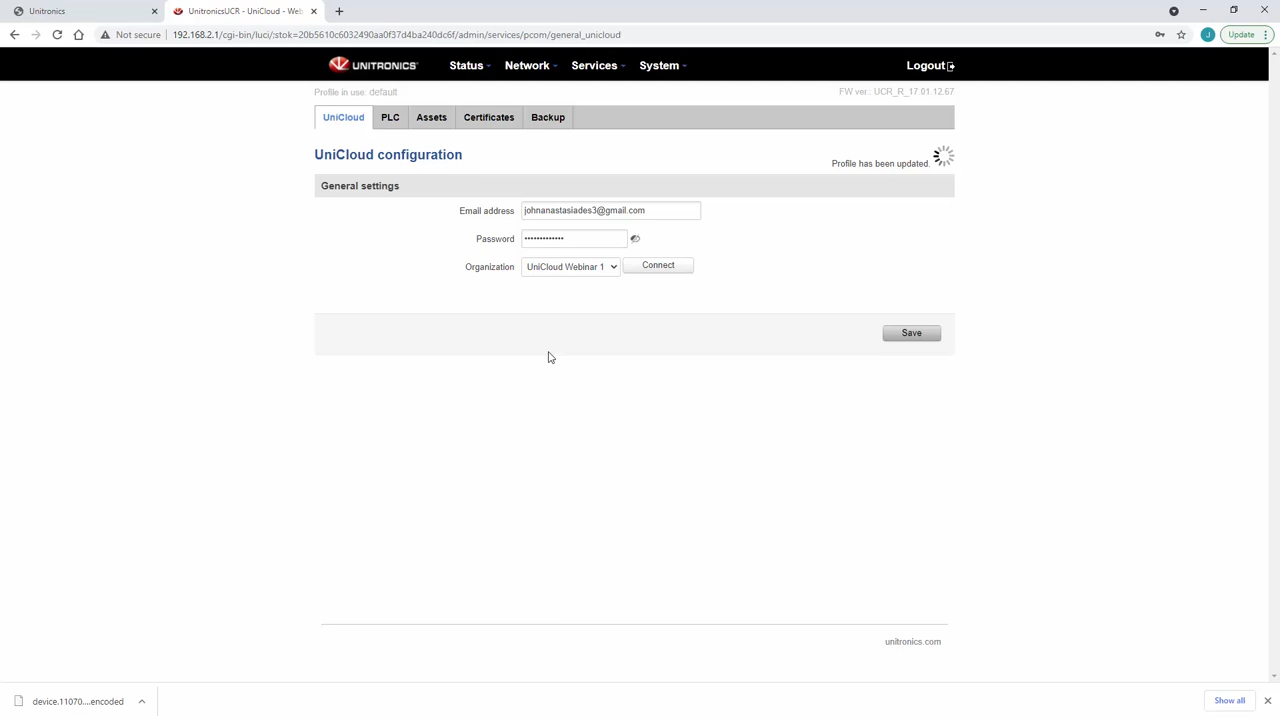 Unitronics
UnitronicsUCR - UniCloud - Web
Not secure
192.168.2.1/cgi-bin/luci/;stok=20b5610c6032490aa0f37d4ba240dc6f/admin/services/pcom/general_unicloud
J
Update
UNITRONICS
Status
Network
Services
System
Logout
Profile in use: default
FW ver.: UCR_R_17.01.12.67
UniCloud
PLC
Assets
Certificates
Backup
UniCloud configuration
Profile has been updated.
General settings
Email address
johnanastasiades3@gmail.com
Password
•••••••••••••
Organization
UniCloud Webinar 1
Connect
Save
unitronics.com
device.11070....encoded
Show all